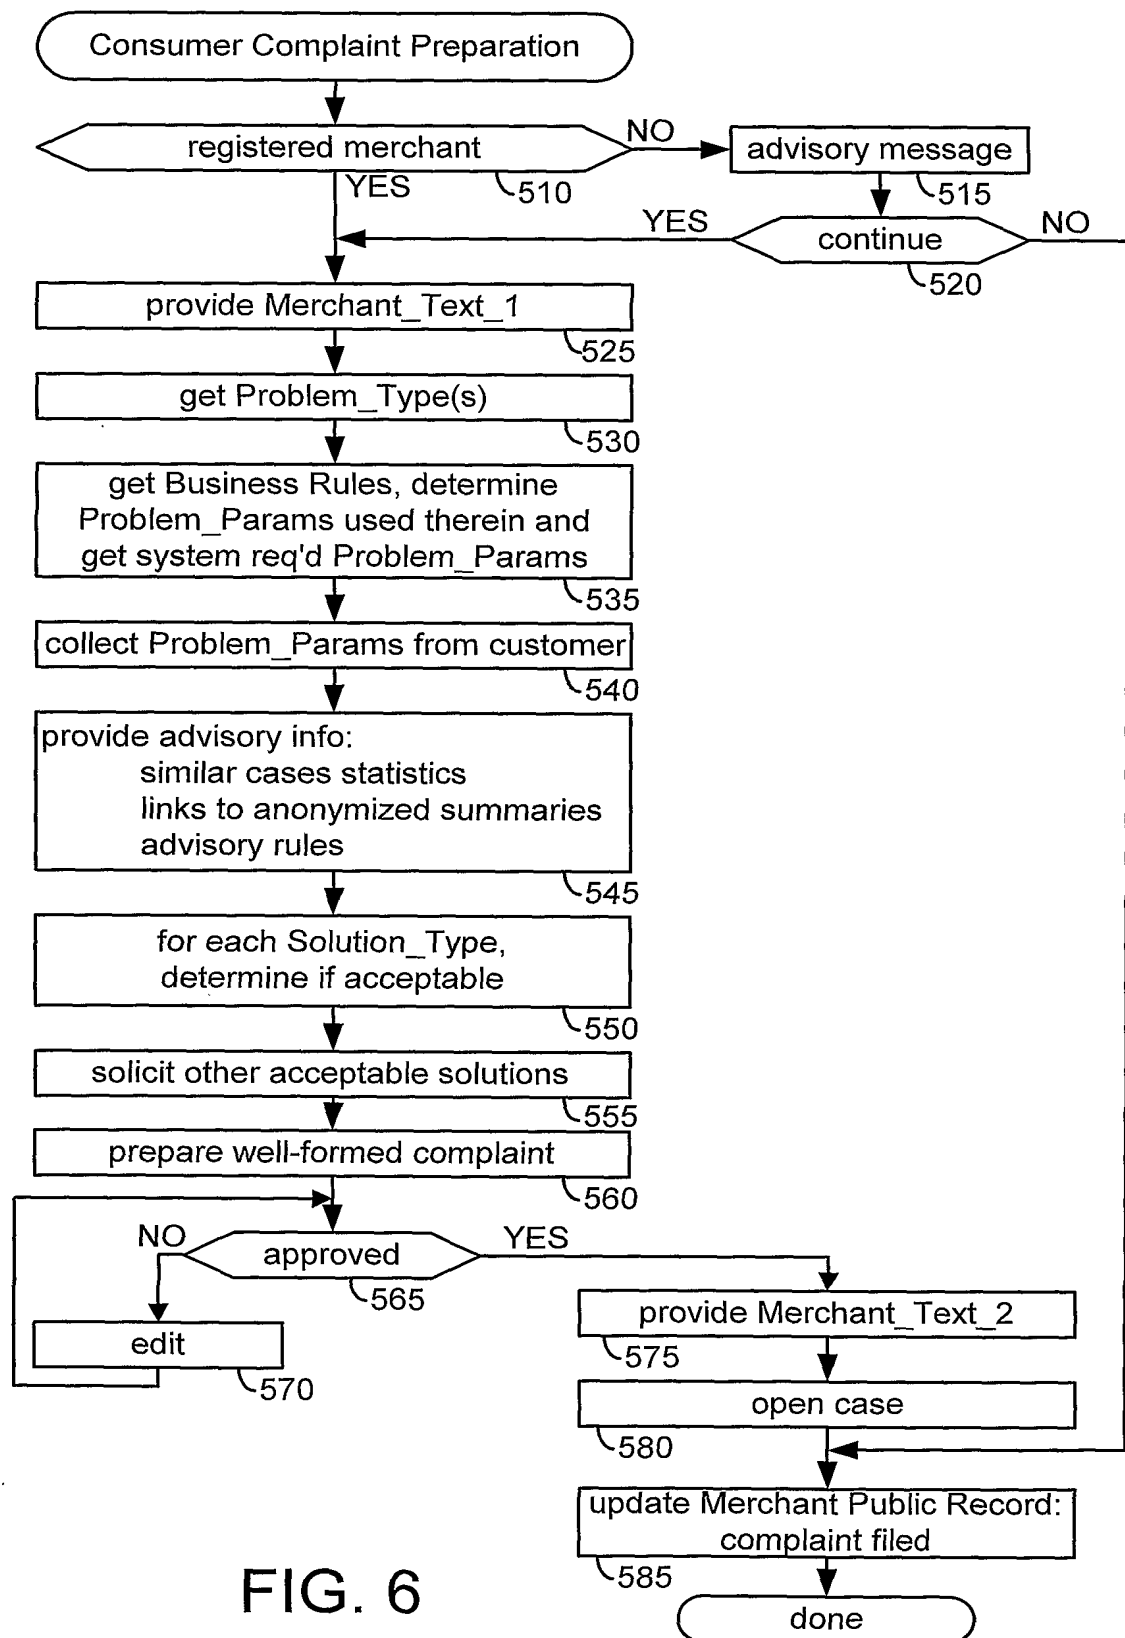 Consumer Complaint Preparation
registered merchant
NO
advisory message
510
YES
515
YES
continue
NO
520
provide Merchant_Text_1
525
get Problem_Type(s)
530
get Business Rules, determine
Problem_Params used therein and
get system req'd Problem_Params
535
collect Problem_Params from customer
540
provide advisory info:
similar cases statistics
links to anonymized summaries
advisory rules
545
for each Solution_Type,
determine if acceptable
550
solicit other acceptable solutions
555
prepare well-formed complaint
560
NO
approved
YES
565
provide Merchant_Text_2
575
edit
570
open case
580
update Merchant Public Record:
complaint filed
585
done
FIG. 6